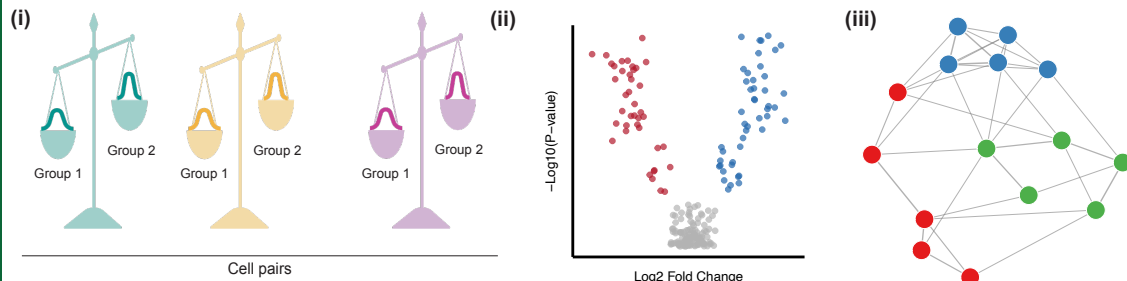 (i)
Group 1
Group 2
Group 1
Group 2
Group 1
Group 2
Cell pairs
(ii)
−Log10(P−value)
Log2 Fold Change
(iii)